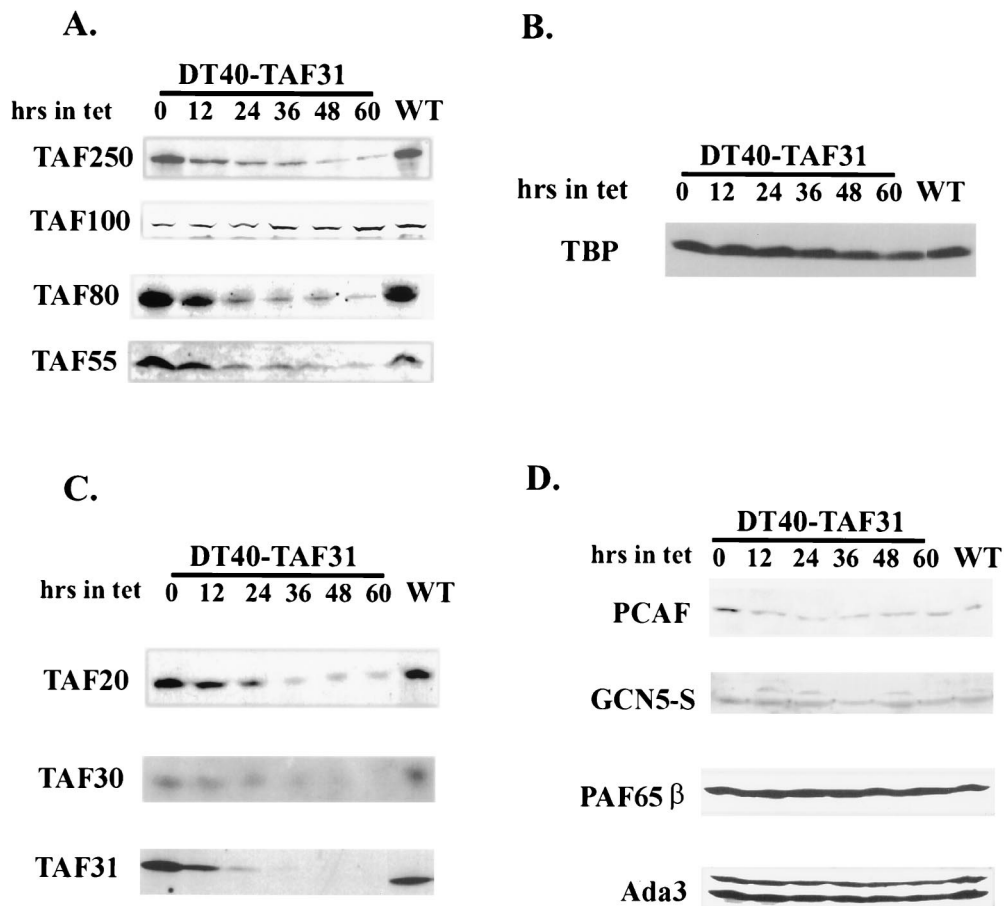 A.
DT40-TAF31
hrs in tet 0 12 24 36 48 60 WT
TAF250
TAF100
TAF80
TAF55
B.
DT40-TAF31
hrs in tet 0 12 24 36 48 60 WT
TBP
C.
DT40-TAF31
hrs in tet 0 12 24 36 48 60 WT
TAF20
TAF30
TAF31
D.
DT40-TAF31
hrs in tet 0 12 24 36 48 60 WT
PCAF
GCN5-S
PAF65 β
Ada3